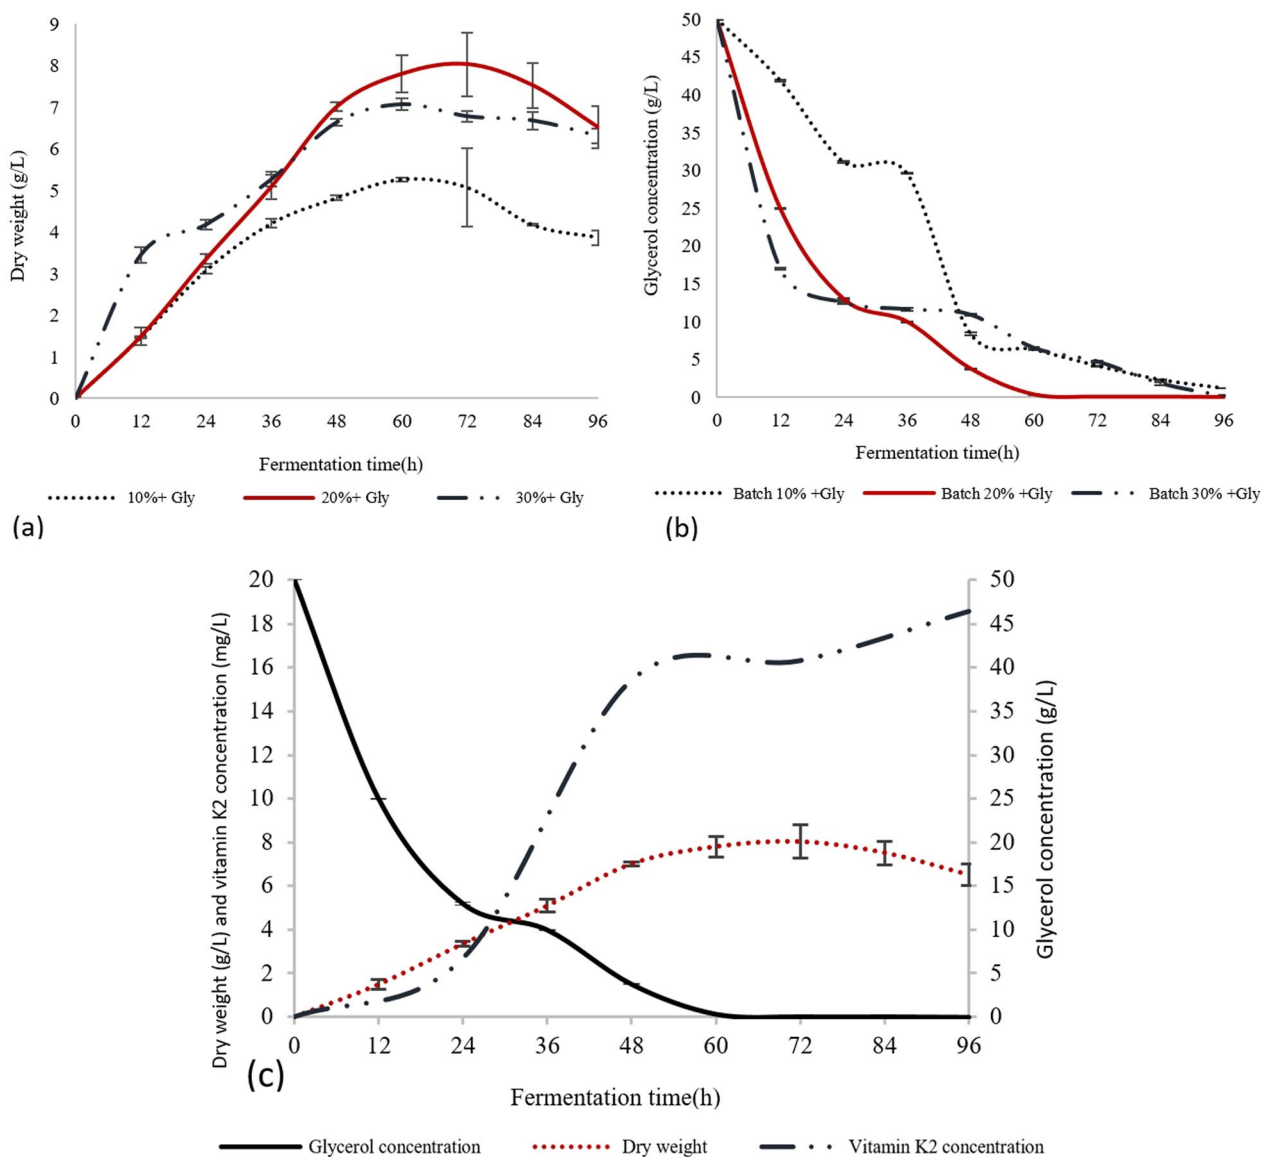 9
8
7
6
5
4
3
2
1
0
Dry weight (g/L)
0 12 24 36 48 60 72 84 96
Fermentation time(h)
10%+ Gly 20%+ Gly 30%+ Gly
(a)
50
45
40
35
30
25
20
15
10
5
0
Glycerol concentration (g/L)
0 12 24 36 48 60 72 84 96
Fermentation time(h)
Batch 10% +Gly Batch 20% +Gly Batch 30% +Gly
(b)
20
18
16
14
12
10
8
6
4
2
0
Dry weight (g/L) and vitamin K2 concentration (mg/L)
50
45
40
35
30
25
20
15
10
5
0
Glycerol concentration (g/L)
0 12 24 36 48 60 72 84 96
(c)
Fermentation time(h)
Glycerol concentration Dry weight Vitamin K2 concentration